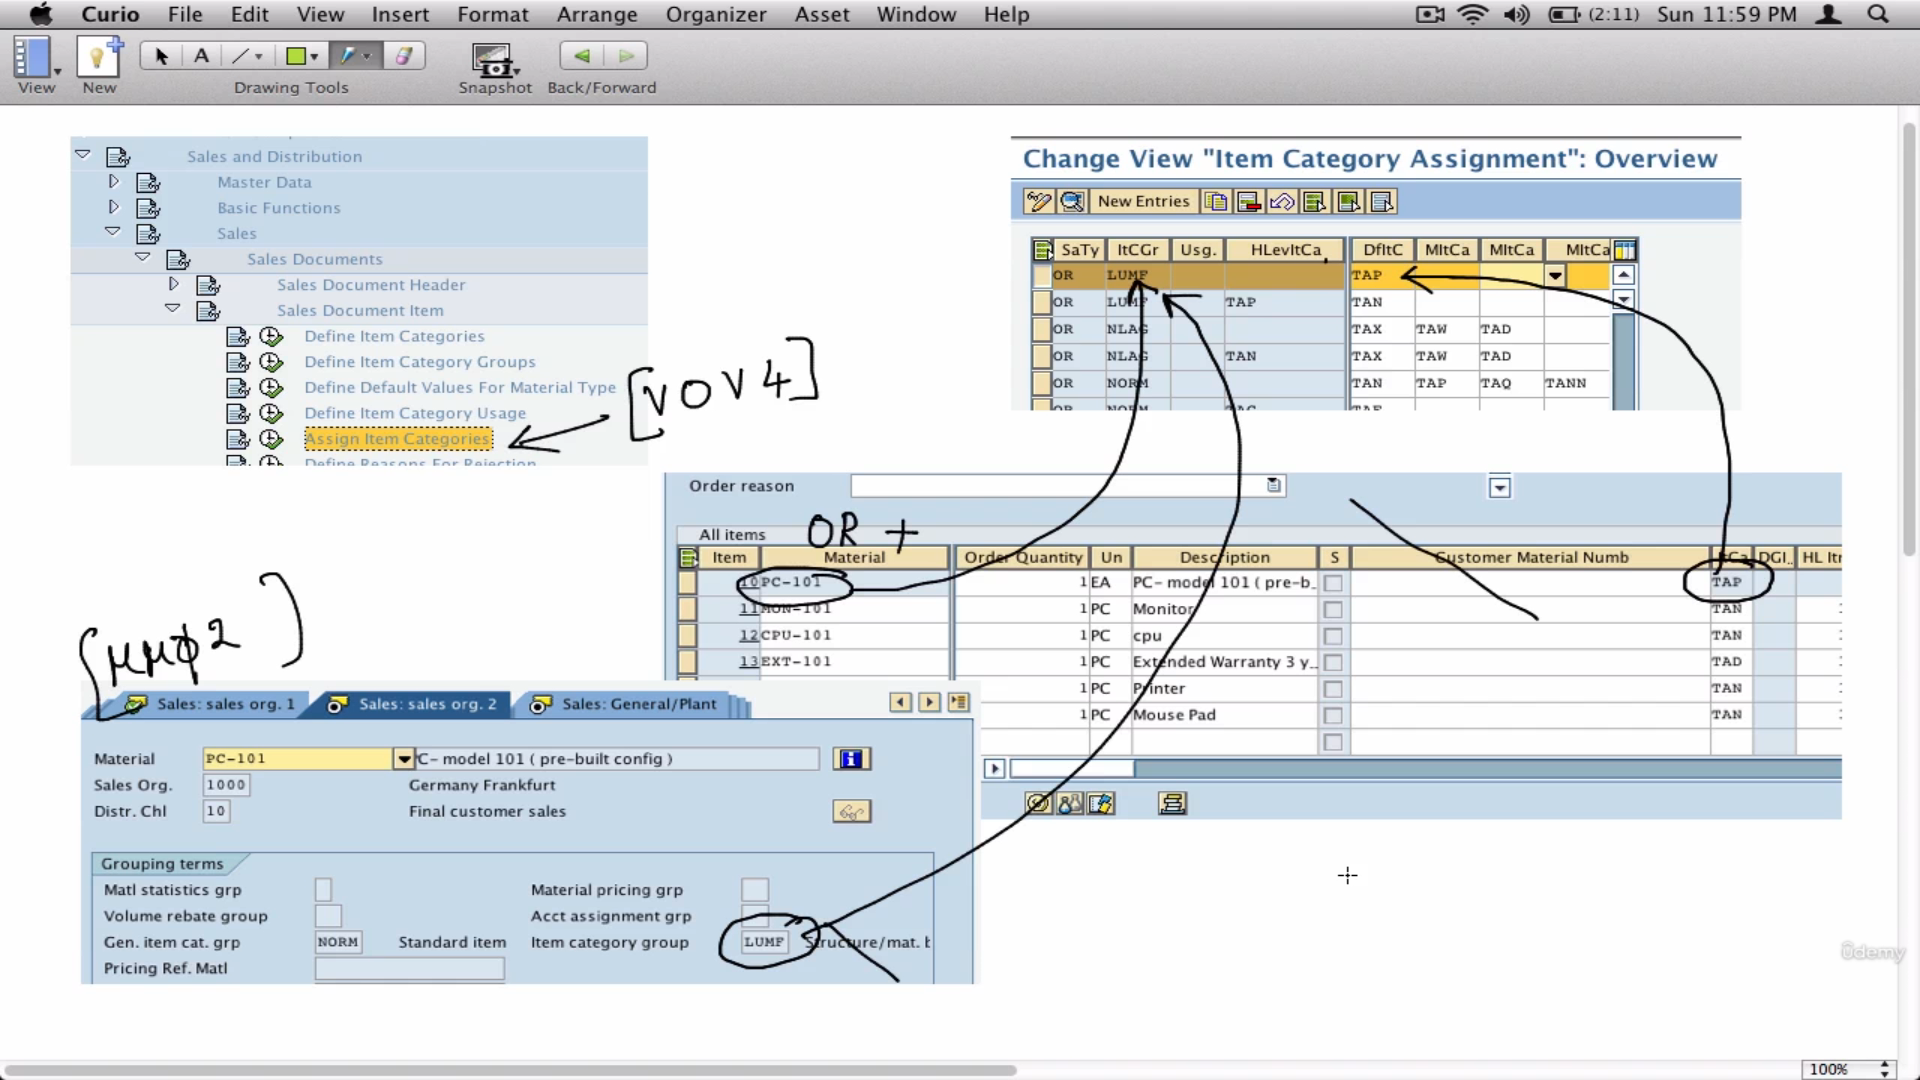 Curio File Edit View Insert Format Arrange Organizer Asset Window Help (2:11) Sun 11:59 PM
View New Drawing Tools Snapshot Back/Forward
Sales and Distribution
Master Data
Basic Functions
Sales
Sales Documents
Sales Document Header
Sales Document Item
Define Item Categories
Define Item Category Groups
Define Default Values For Material Type
Define Item Category Usage
Assign Item Categories
Define Reasons For Rejection
[VOV4]
Change View "Item Category Assignment": Overview
New Entries
SaTy ItCGr Usg. HLevItCa DfItC MItCa MItCa MItCa
OR LUMF TAP
OR LUMF TAP TAN
OR NLAG TAX TAW TAD
OR NLAG TAN TAX TAW TAD
OR NORM TAN TAP TAQ TANN
Order reason
All items OR +
Item Material Order Quantity Un Description S Customer Material Numb ItCa DGI.. HL Itr
10 PC-101 1 EA PC- model 101 ( pre-b_ TAP
11 MON-101 1 PC Monitor TAN
12 CPU-101 1 PC cpu TAN
13 EXT-101 1 PC Extended Warranty 3 y_ TAD
1 PC Printer TAN
1 PC Mouse Pad TAN
[MMØ2]
Sales: sales org. 1 Sales: sales org. 2 Sales: General/Plant
Material PC-101 C- model 101 ( pre-built config )
Sales Org. 1000 Germany Frankfurt
Distr. Chl 10 Final customer sales
Grouping terms
Matl statistics grp Material pricing grp
Volume rebate group Acct assignment grp
Gen. item cat. grp NORM Standard item Item category group LUMF Structure/mat. b
Pricing Ref. Matl
ûdemy
100%